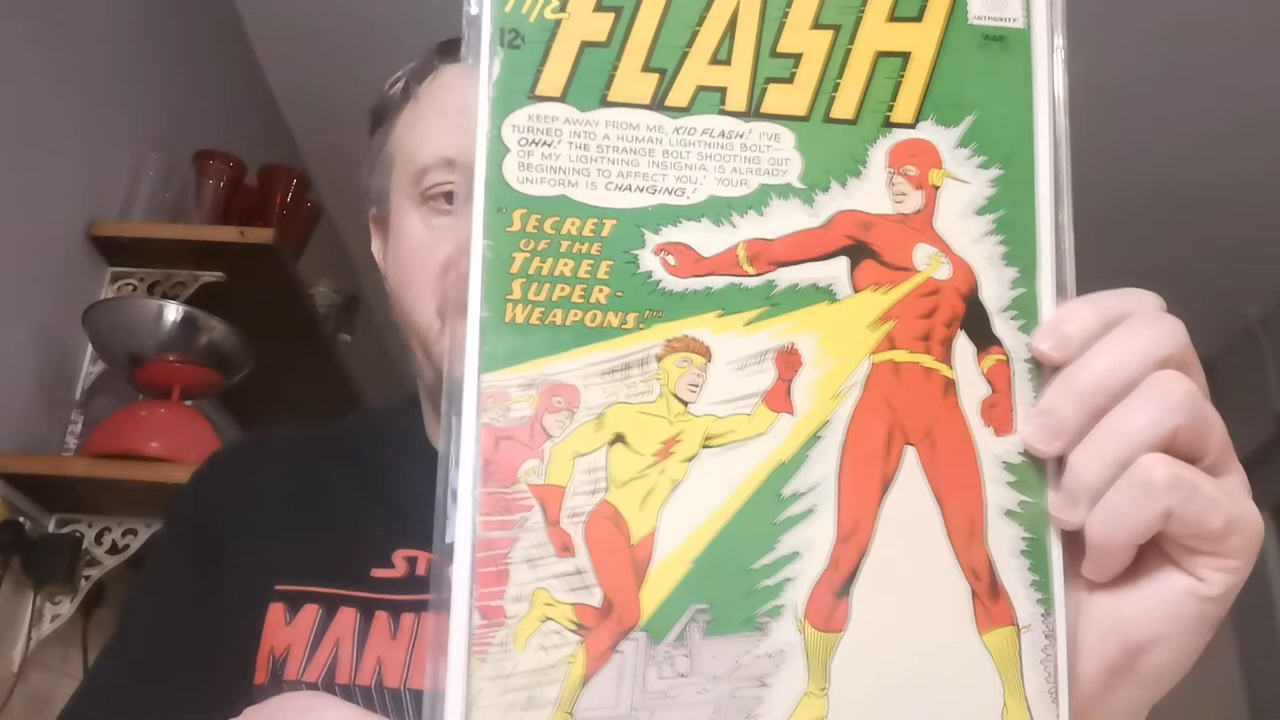 THE
FLASH
12¢
AUTHORITY
MAR
KEEP AWAY FROM ME, KID FLASH! I'VE
TURNED INTO A HUMAN LIGHTNING BOLT—
OHH! THE STRANGE BOLT SHOOTING OUT
OF MY LIGHTNING INSIGNIA IS ALREADY
BEGINNING TO AFFECT YOU! YOUR
UNIFORM IS CHANGING!
"SECRET
OF THE
THREE
SUPER-
WEAPONS!"
ST
MAN